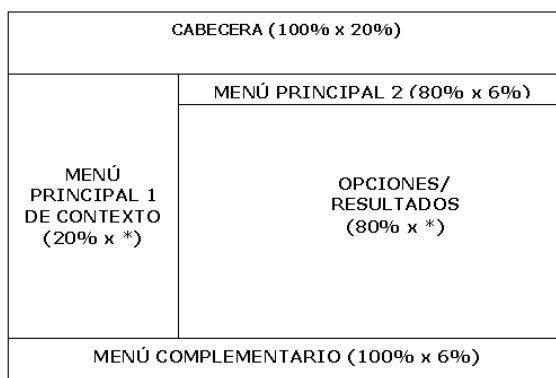 CABECERA (100% x 20%)
MENÚ PRINCIPAL 2 (80% x 6%)
MENÚ
PRINCIPAL 1
DE CONTEXTO
(20% x *)
OPCIONES/
RESULTADOS
(80% x *)
MENÚ COMPLEMENTARIO (100% x 6%)